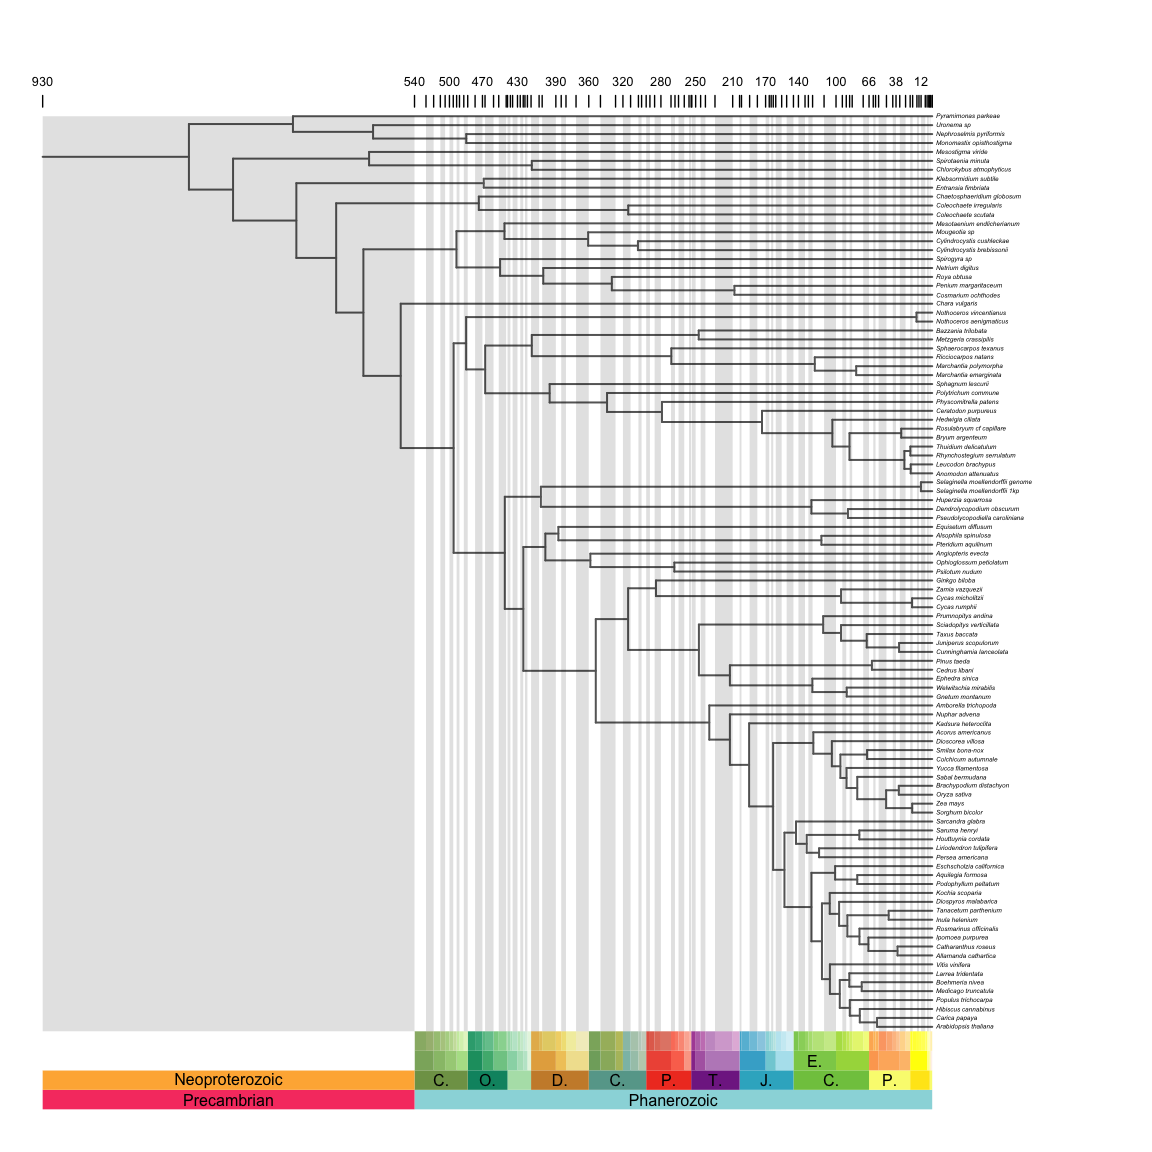 930 540 500 470 430 390 360 320 280 250 210 170 140 100 66 38 12
Pyramimonas parkeae
Uronema sp
Nephroselmis pyriformis
Monomastix opisthostigma
Mesostigma viride
Spirotaenia minuta
Chlorokybus atmophyticus
Klebsormidium subtile
Entransia fimbriata
Chaetosphaeridium globosum
Coleochaete irregularis
Coleochaete scutata
Mesotaenium endlicherianum
Mougeotia sp
Cylindrocystis cushleckae
Cylindrocystis brebissonii
Spirogyra sp
Netrium digitus
Roya obtusa
Penium margaritaceum
Cosmarium ochthodes
Chara vulgaris
Nothoceros vincentianus
Nothoceros aenigmaticus
Bazzania trilobata
Metzgeria crassipilis
Sphaerocarpos texanus
Ricciocarpos natans
Marchantia polymorpha
Marchantia emarginata
Sphagnum lescurii
Polytrichum commune
Physcomitrella patens
Ceratodon purpureus
Hedwigia ciliata
Rosulabryum cf capillare
Bryum argenteum
Thuidium delicatulum
Rhynchostegium serrulatum
Leucodon brachypus
Anomodon attenuatus
Selaginella moellendorffii genome
Selaginella moellendorffii 1kp
Huperzia squarrosa
Dendrolycopodium obscurum
Pseudolycopodiella caroliniana
Equisetum diffusum
Alsophila spinulosa
Pteridium aquilinum
Angiopteris evecta
Ophioglossum petiolatum
Psilotum nudum
Ginkgo biloba
Zamia vazquezii
Cycas micholitzii
Cycas rumphii
Prumnopitys andina
Sciadopitys verticillata
Taxus baccata
Juniperus scopulorum
Cunninghamia lanceolata
Pinus taeda
Cedrus libani
Ephedra sinica
Welwitschia mirabilis
Gnetum montanum
Amborella trichopoda
Nuphar advena
Kadsura heteroclita
Acorus americanus
Dioscorea villosa
Smilax bona-nox
Colchicum autumnale
Yucca filamentosa
Sabal bermudana
Brachypodium distachyon
Oryza sativa
Zea mays
Sorghum bicolor
Sarcandra glabra
Saruma henryi
Houttuynia cordata
Liriodendron tulipifera
Persea americana
Eschscholzia californica
Aquilegia formosa
Podophyllum peltatum
Kochia scoparia
Diospyros malabarica
Tanacetum parthenium
Inula helenium
Rosmarinus officinalis
Ipomoea purpurea
Catharanthus roseus
Allamanda cathartica
Vitis vinifera
Larrea tridentata
Boehmeria nivea
Medicago truncatula
Populus trichocarpa
Hibiscus cannabinus
Carica papaya
Arabidopsis thaliana
E.
Neoproterozoic C. O. D. C. P. T. J. C. P.
Precambrian Phanerozoic